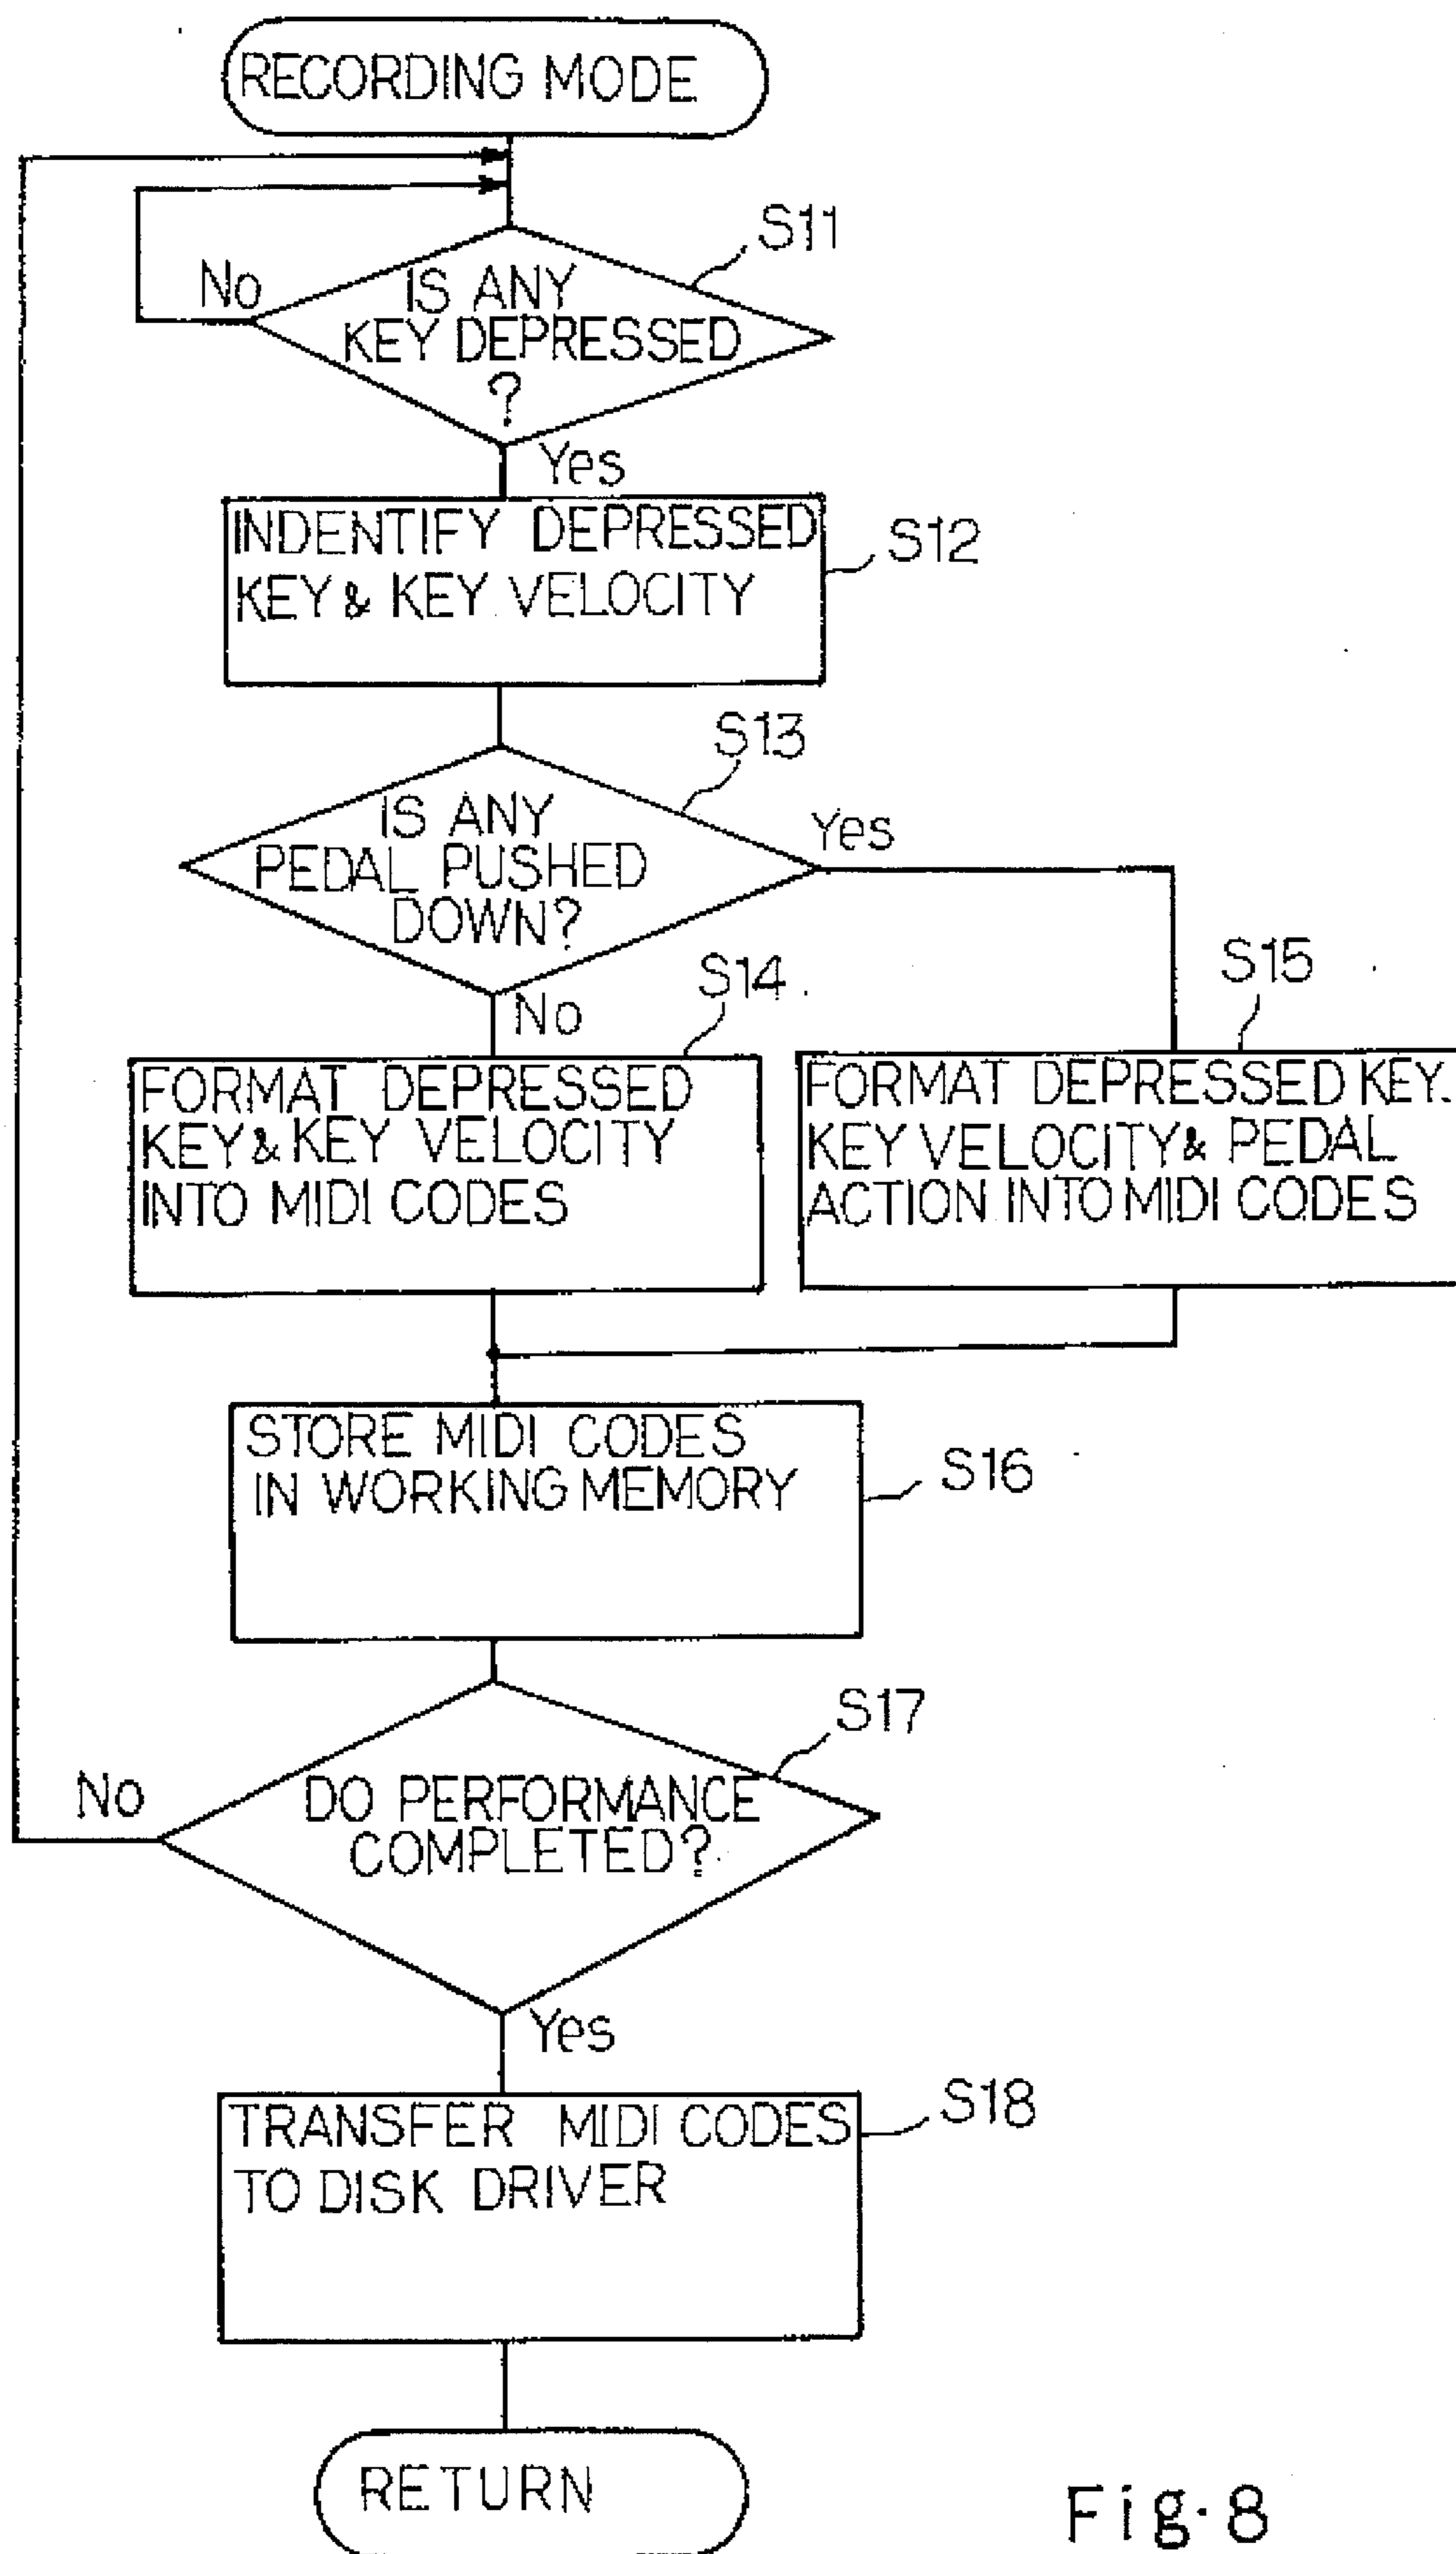 RECORDING MODE
S11
No
IS ANY
KEY DEPRESSED
?
Yes
INDENTIFY DEPRESSED
KEY & KEY VELOCITY
S12
S13
IS ANY
PEDAL PUSHED
DOWN?
Yes
No
S14
S15
FORMAT DEPRESSED
KEY & KEY VELOCITY
INTO MIDI CODES
FORMAT DEPRESSED KEY.
KEY VELOCITY & PEDAL
ACTION INTO MIDI CODES
STORE MIDI CODES
IN WORKING MEMORY
S16
S17
No
DO PERFORMANCE
COMPLETED?
Yes
TRANSFER MIDI CODES
TO DISK DRIVER
S18
RETURN
Fig. 8